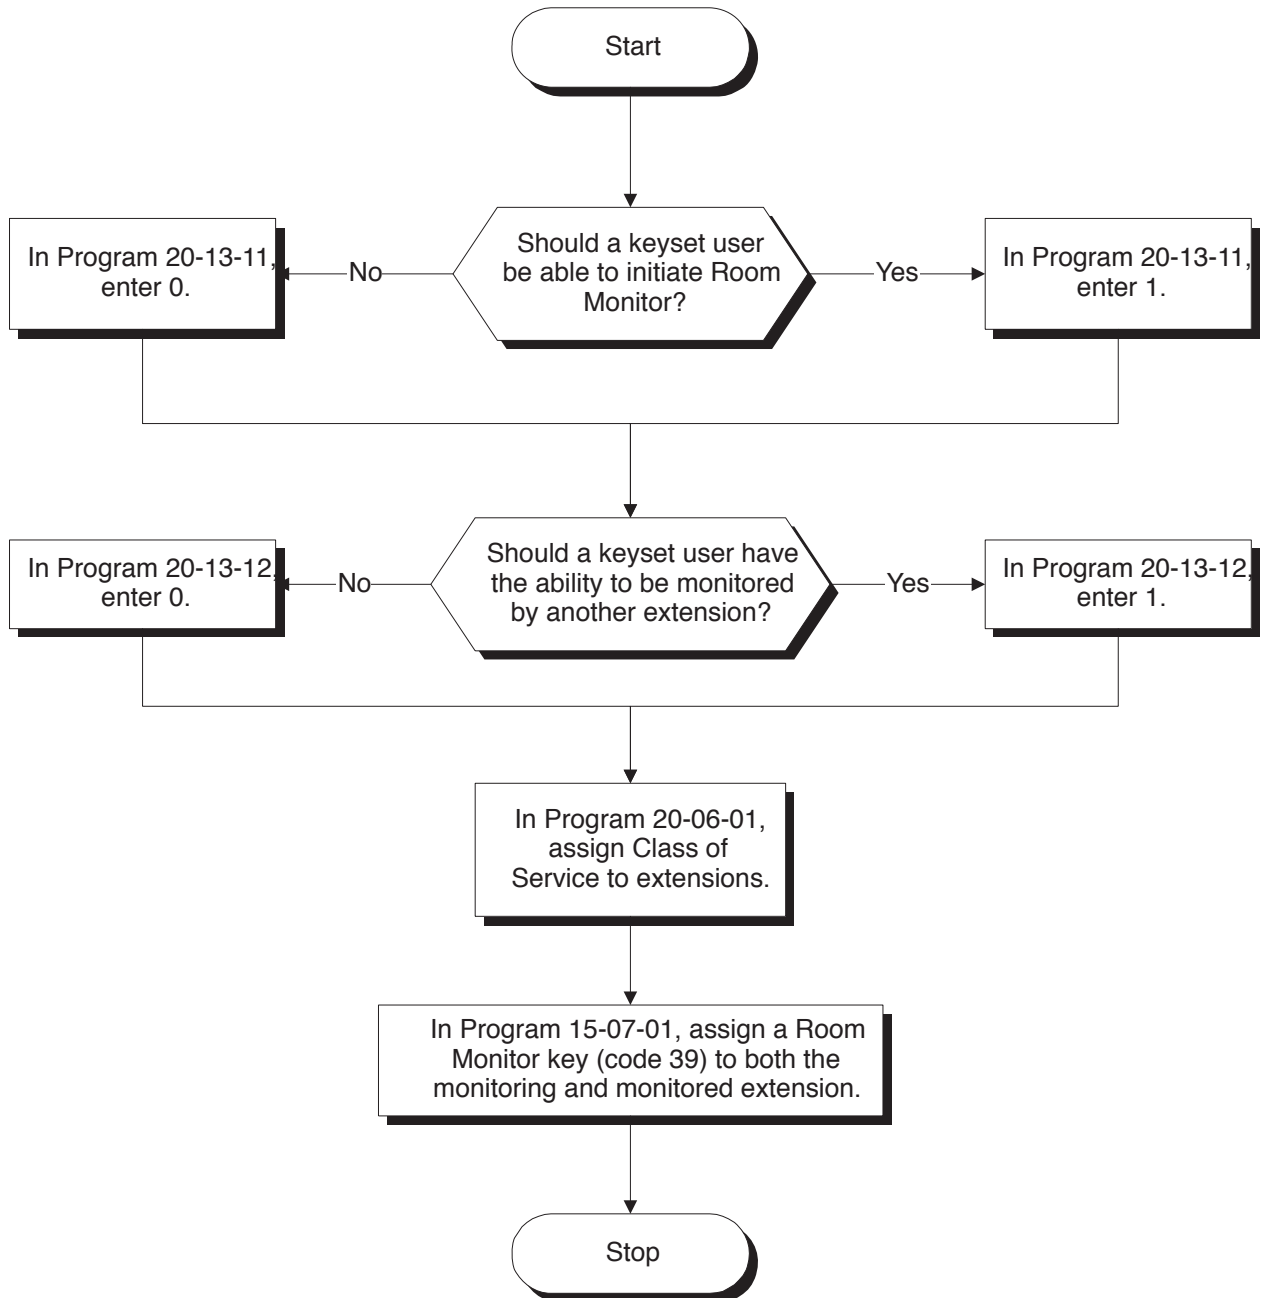 Start
Should a keyset user
be able to initiate Room
Monitor?
No
In Program 20-13-11,
enter 0.
Yes
In Program 20-13-11,
enter 1.
Should a keyset user have
the ability to be monitored
by another extension?
No
In Program 20-13-12,
enter 0.
Yes
In Program 20-13-12,
enter 1.
In Program 20-06-01,
assign Class of
Service to extensions.
In Program 15-07-01, assign a Room
Monitor key (code 39) to both the
monitoring and monitored extension.
Stop